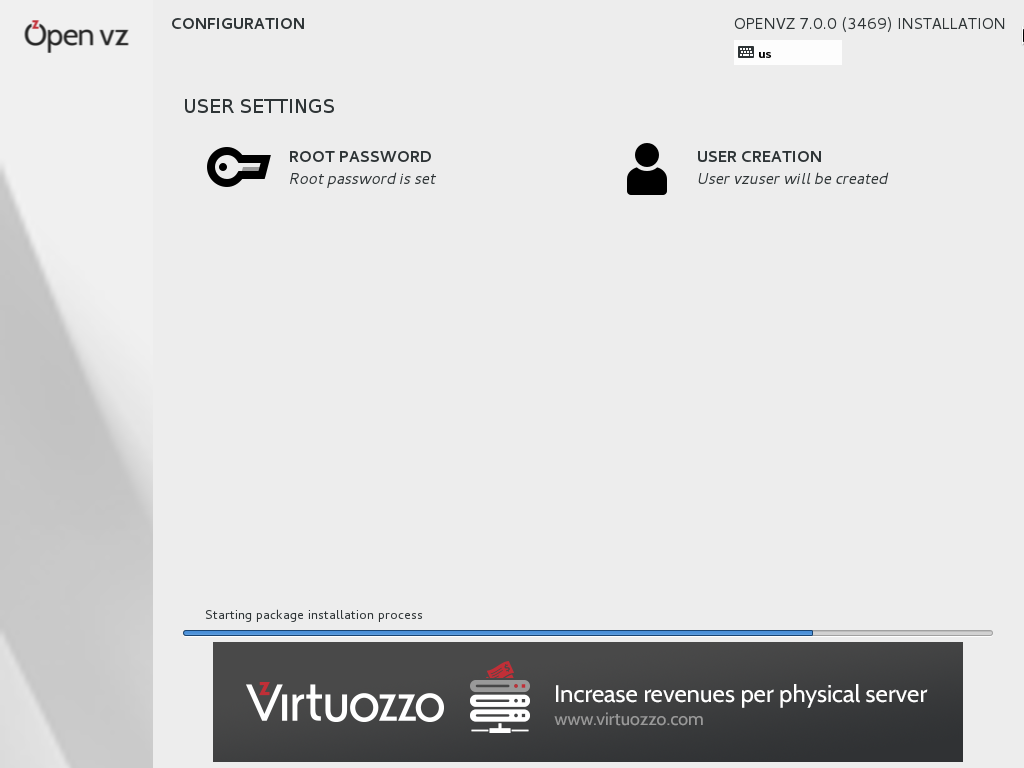 Open vz
CONFIGURATION
OPENVZ 7.0.0 (3469) INSTALLATION
us
USER SETTINGS
ROOT PASSWORD
Root password is set
USER CREATION
User vzuser will be created
Starting package installation process
Virtuozzo
Increase revenues per physical server
www.virtuozzo.com